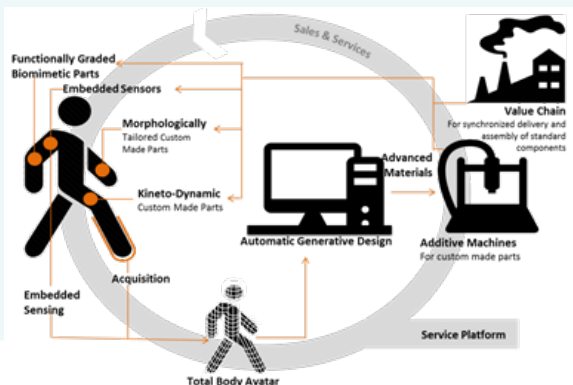 Sales & Services
Functionally Graded
Biomimetic Parts
Embedded Sensors
Morphologically
Tailored Custom
Made Parts
Kineto-Dynamic
Custom Made Parts
Value Chain
For synchronized delivery and
assembly of standard
components
Advanced
Materials
Automatic Generative Design
Additive Machines
For custom made parts
Acquisition
Embedded
Sensing
Service Platform
Total Body Avatar